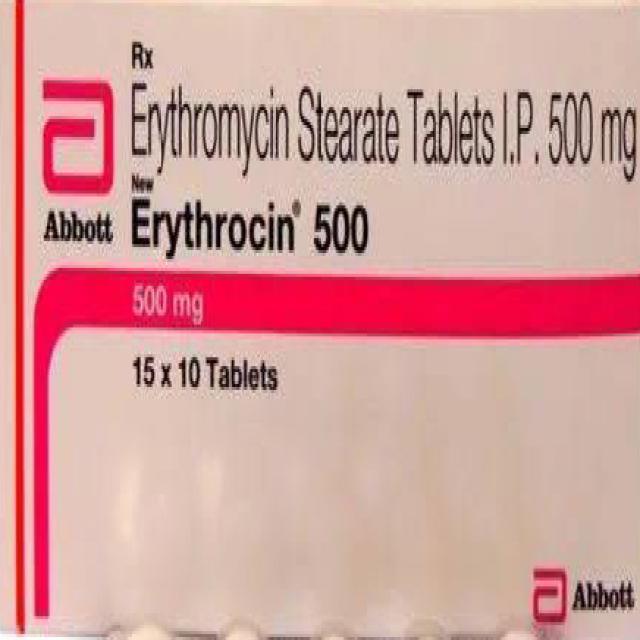 Rx
Erythromycin Stearate Tablets I.P. 500 mg
New
Abbott
Erythrocin® 500
500 mg
15 x 10 Tablets
Abbott